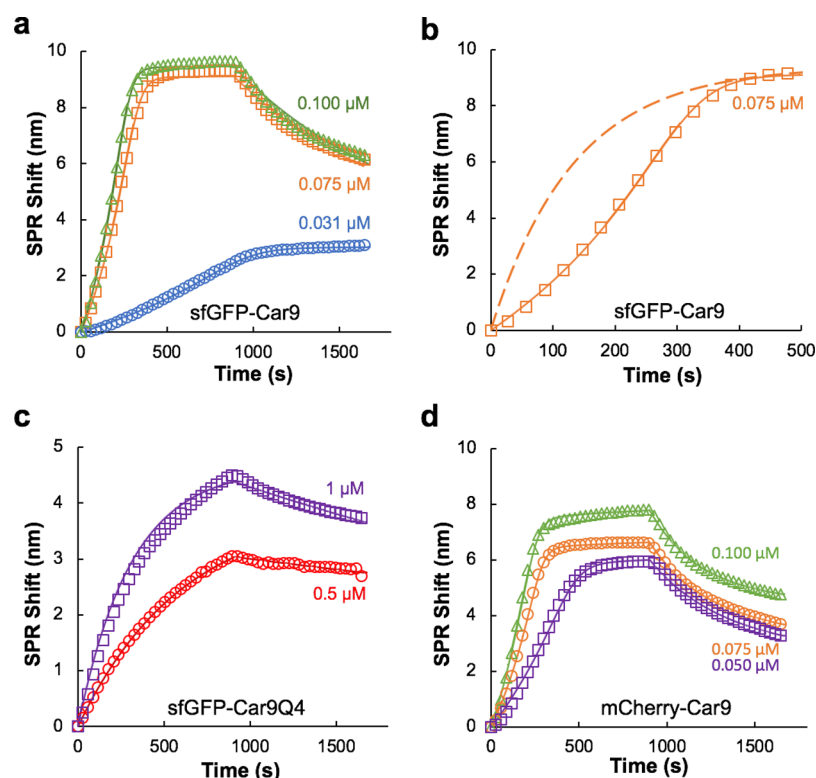 a
SPR Shift (nm)
10
8
6
4
2
0
0.100 µM
0.075 µM
0.031 µM
sfGFP-Car9
0 500 1000 1500
Time (s)
b
SPR Shift (nm)
10
8
6
4
2
0
0.075 µM
sfGFP-Car9
0 100 200 300 400 500
Time (s)
c
SPR Shift (nm)
5
4
3
2
1
0
1 µM
0.5 µM
sfGFP-Car9Q4
0 500 1000 1500
Time (s)
d
SPR Shift (nm)
10
8
6
4
2
0
0.100 µM
0.075 µM
0.050 µM
mCherry-Car9
0 500 1000 1500
Time (s)